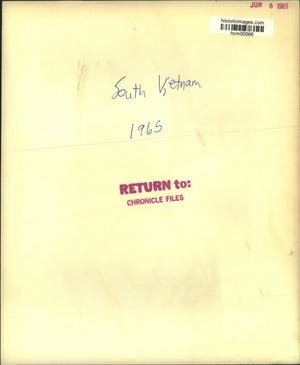 JUN 6 1965
historicimages.com
hcm00566
South Vietnam
1965
RETURN to:
CHRONICLE FILES